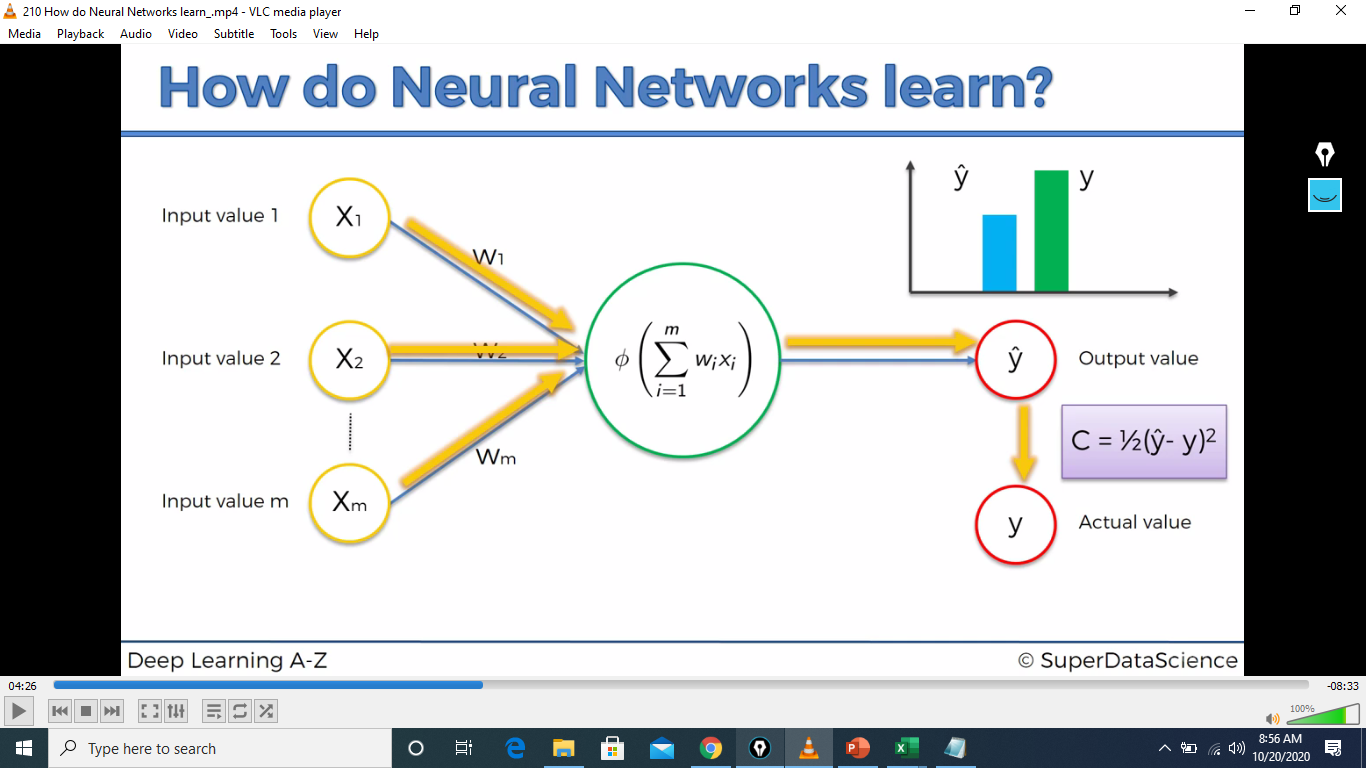 210 How do Neural Networks learn_.mp4 - VLC media player
Media Playback Audio Video Subtitle Tools View Help
How do Neural Networks learn?
ŷ y
Input value 1 X1 W1
Input value 2 X2 W2
ϕ ( m ∑ i=1 wixi )
ŷ Output value
C = ½(ŷ- y)2
Wm
Input value m Xm
y Actual value
Deep Learning A-Z © SuperDataScience
04:26 -08:33
100%
Type here to search
8:56 AM
10/20/2020